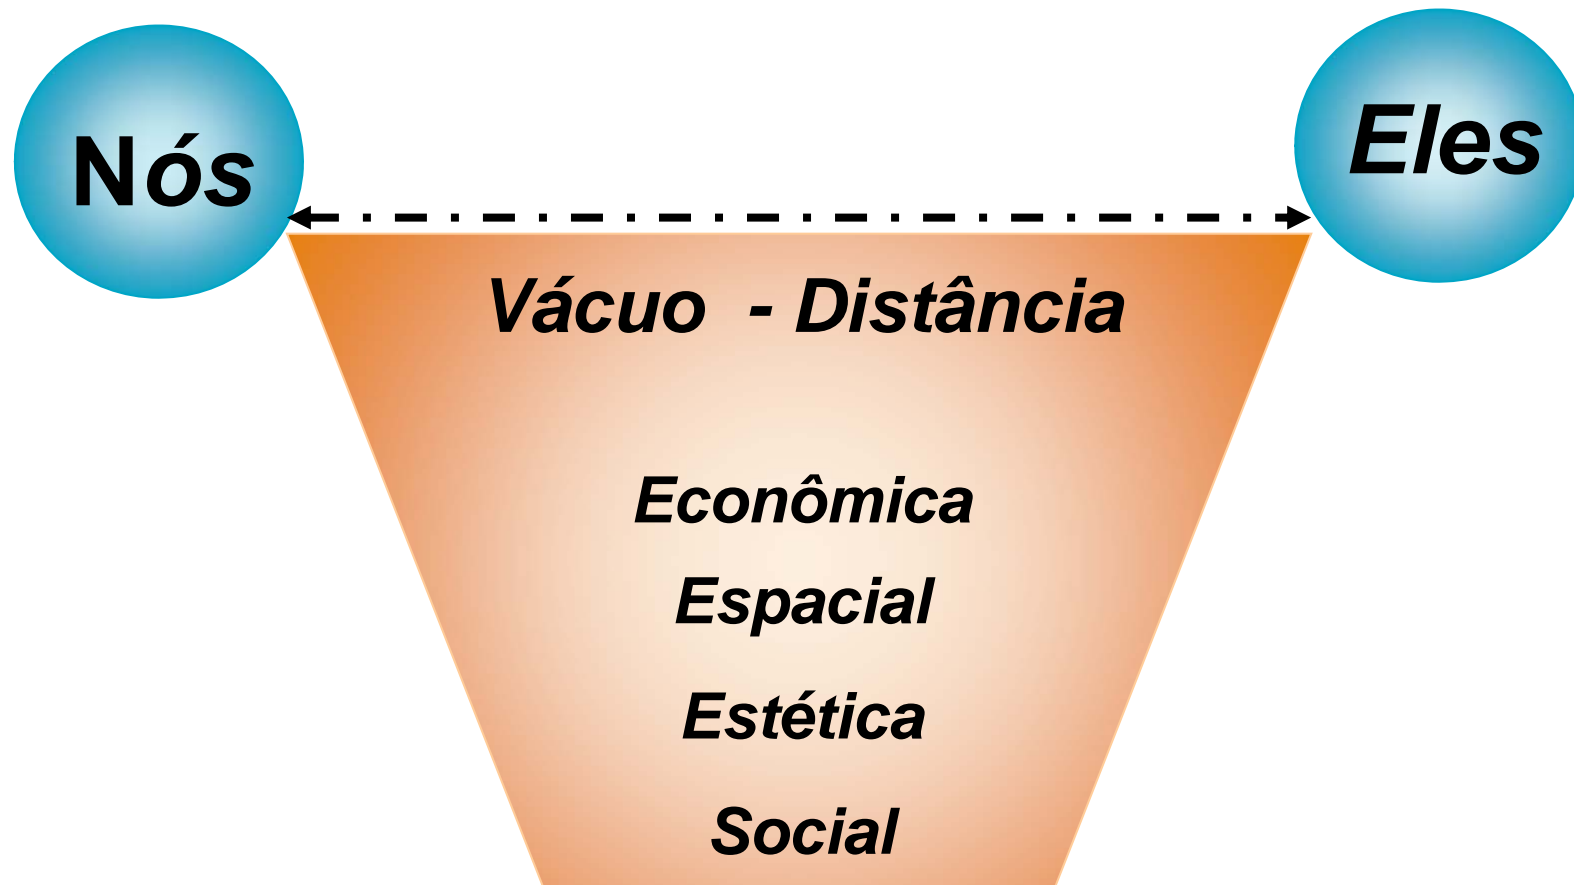 Nós
Eles
Vácuo - Distância
Econômica
Espacial
Estética
Social